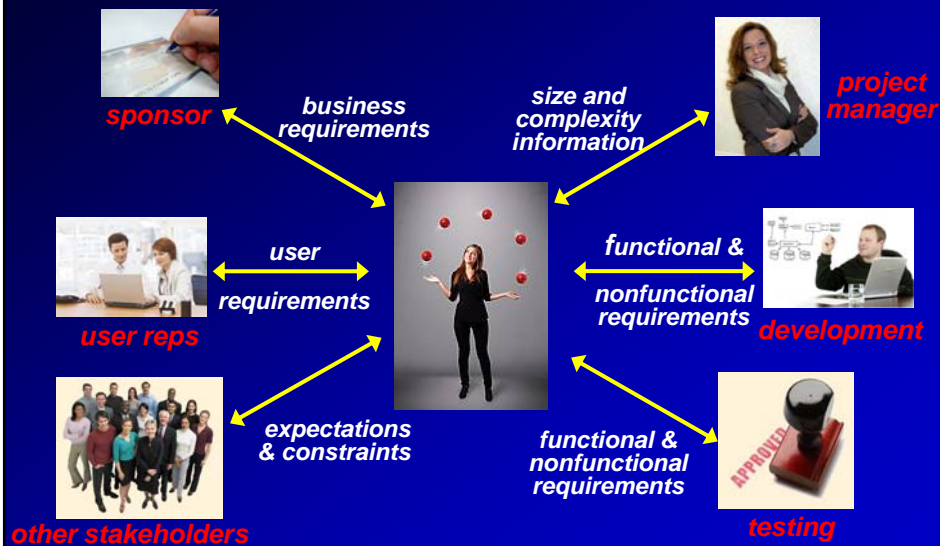 sponsor
business
requirements
size and
complexity
information
project
manager
user
requirements
user reps
functional &
nonfunctional
requirements
development
expectations
& constraints
other stakeholders
functional &
nonfunctional
requirements
APPROVED
testing